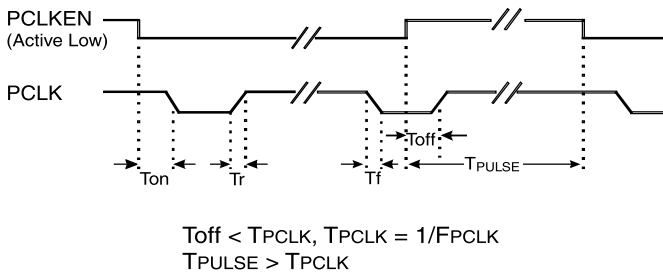 PCLKEN
(Active Low)
PCLK
Toff
Ton
Tr
Tf
TPULSE
Toff < TPCLK, TPCLK = 1/FPCLK
TPULSE > TPCLK